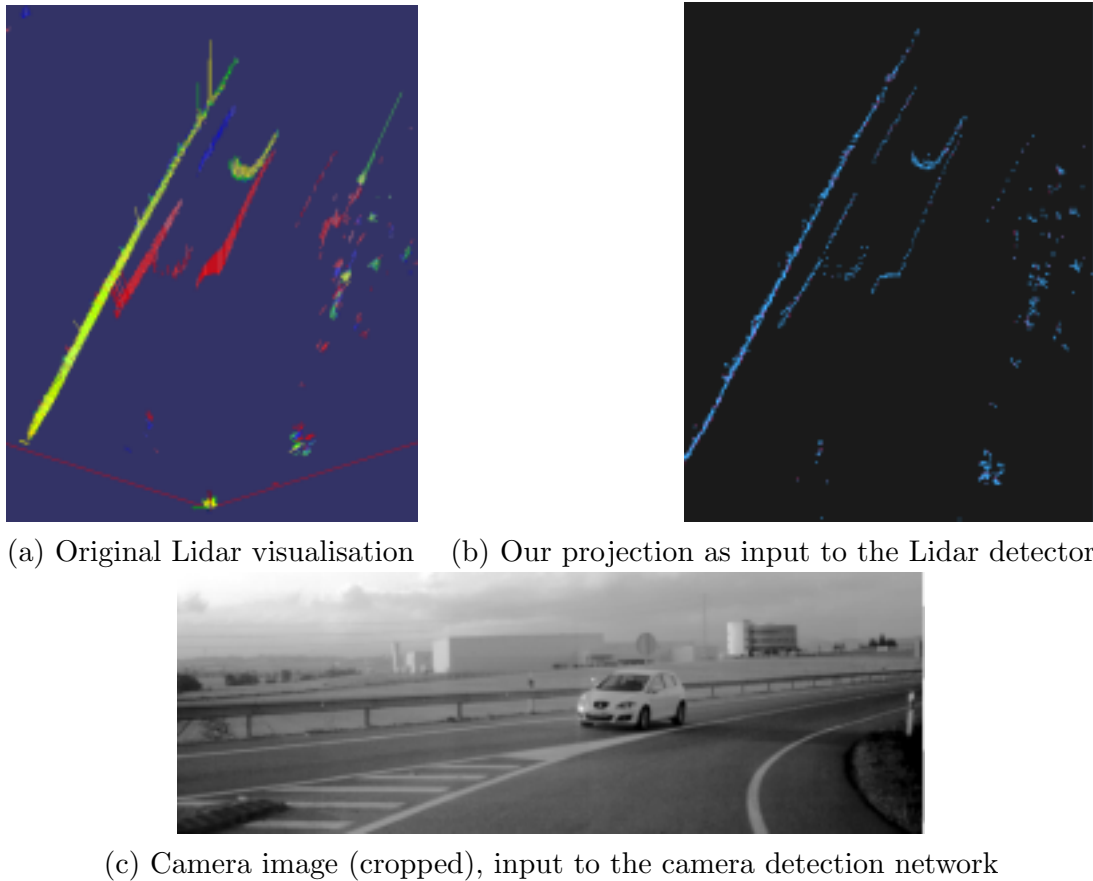 (a) Original Lidar visualisation
(b) Our projection as input to the Lidar detector
(c) Camera image (cropped), input to the camera detection network